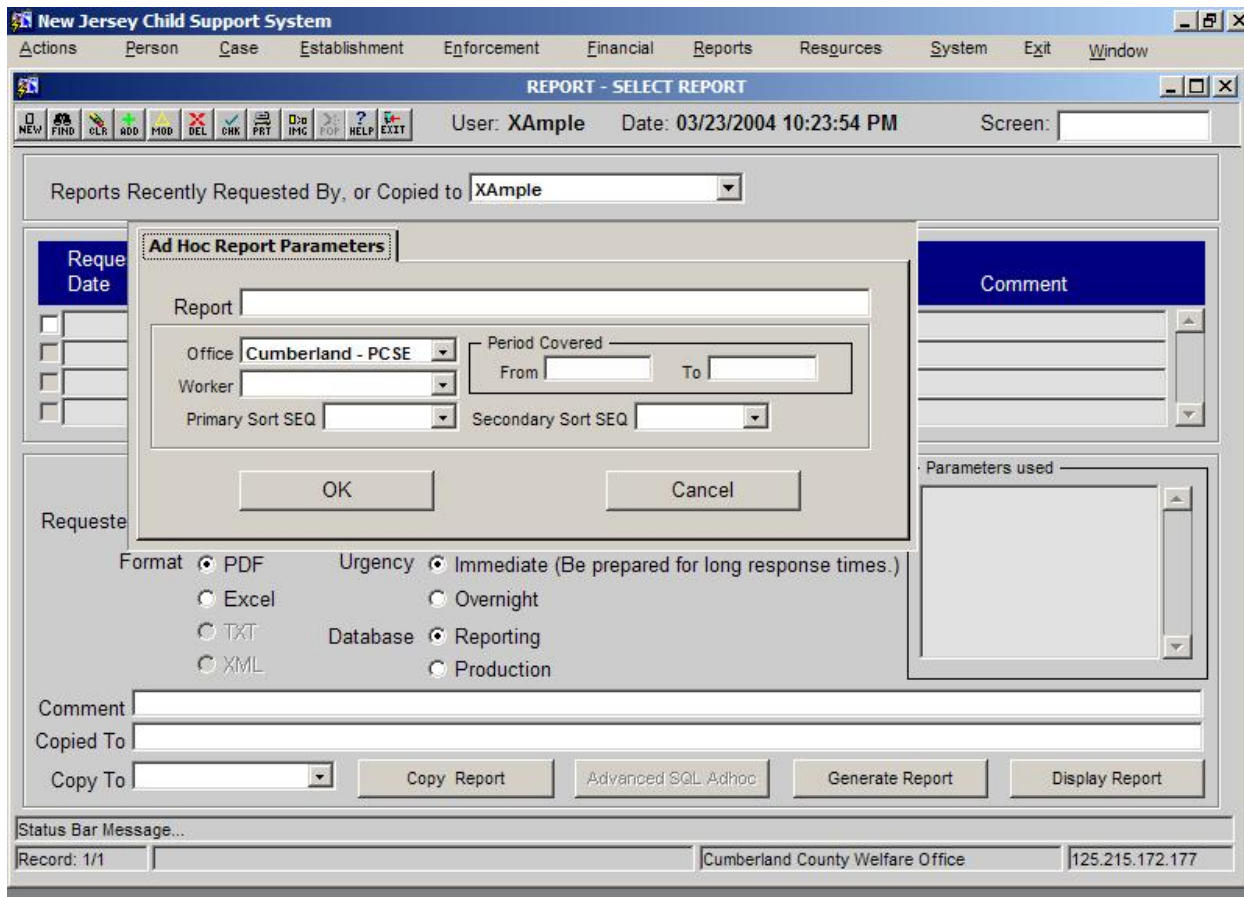 New Jersey Child Support System
Actions Person Case Establishment Enforcement Financial Reports Resources System Exit Window
REPORT - SELECT REPORT
NEW FIND CLR ADD MOD DEL CHK PRT IMG POP HELP EXIT User: XAmple Date: 03/23/2004 10:23:54 PM Screen:
Reports Recently Requested By, or Copied to XAmple
Ad Hoc Report Parameters
Reque
Date Comment
Report
Office Cumberland - PCSE Period Covered
From To
Worker
Primary Sort SEQ Secondary Sort SEQ
OK Cancel
Parameters used
Requeste
Format PDF Urgency Immediate (Be prepared for long response times.)
Excel Overnight
TXT Database Reporting
XML Production
Comment
Copied To
Copy To Copy Report Advanced SQL Adhoc Generate Report Display Report
Status Bar Message...
Record: 1/1 Cumberland County Welfare Office 125.215.172.177